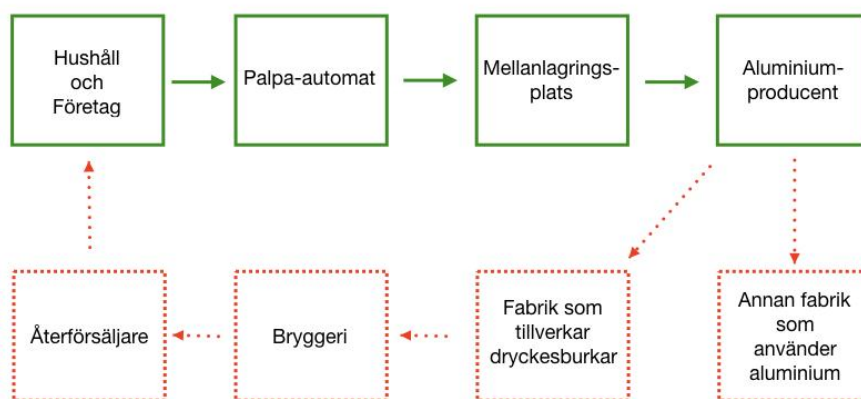 Hushåll
och
Företag
Palpa-automat
Mellanlagrings-
plats
Aluminium-
producent
Återförsäljare
Bryggeri
Fabrik som
tillverkar
dryckesburkar
Annan fabrik
som
använder
aluminium